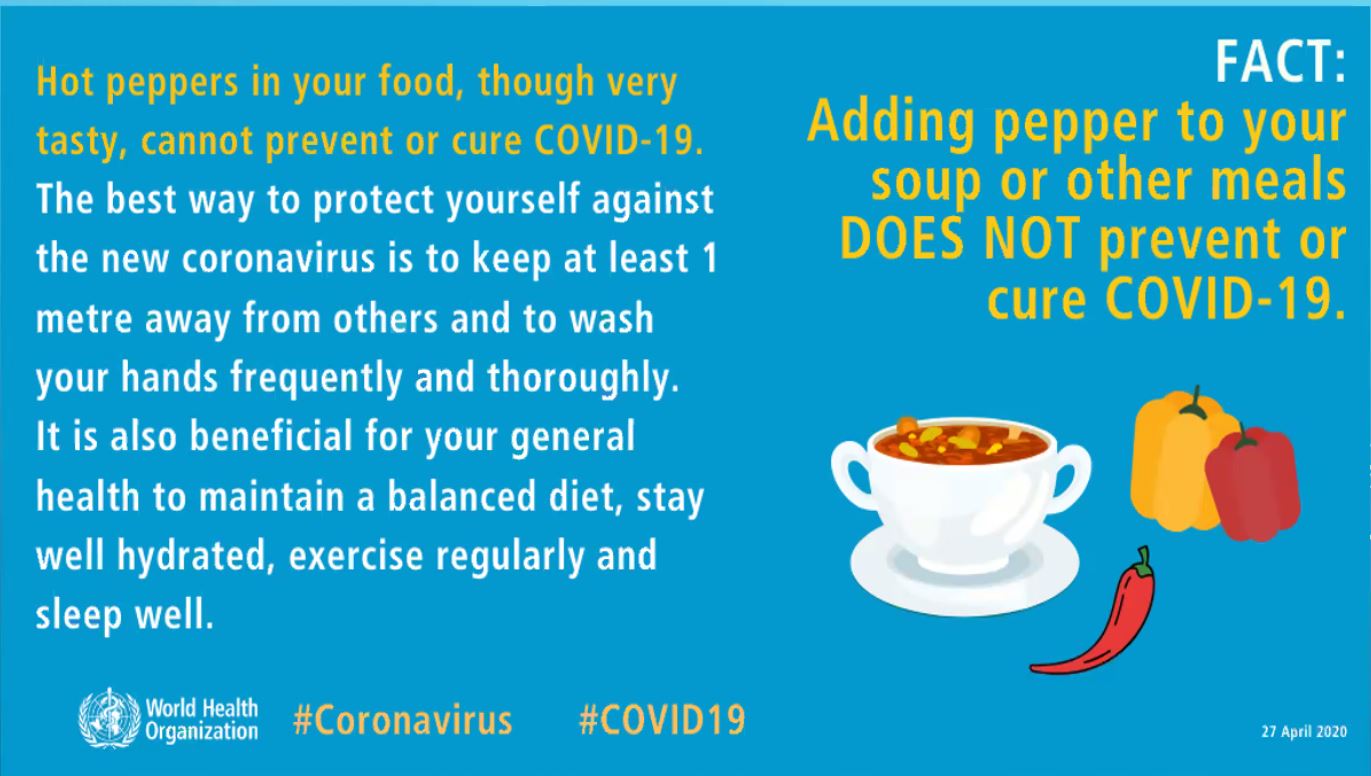 Hot peppers in your food, though very
tasty, cannot prevent or cure COVID-19.
The best way to protect yourself against
the new coronavirus is to keep at least 1
metre away from others and to wash
your hands frequently and thoroughly.
It is also beneficial for your general
health to maintain a balanced diet, stay
well hydrated, exercise regularly and
sleep well.
FACT:
Adding pepper to your
soup or other meals
DOES NOT prevent or
cure COVID-19.
World Health
Organization
#Coronavirus
#COVID19
27 April 2020